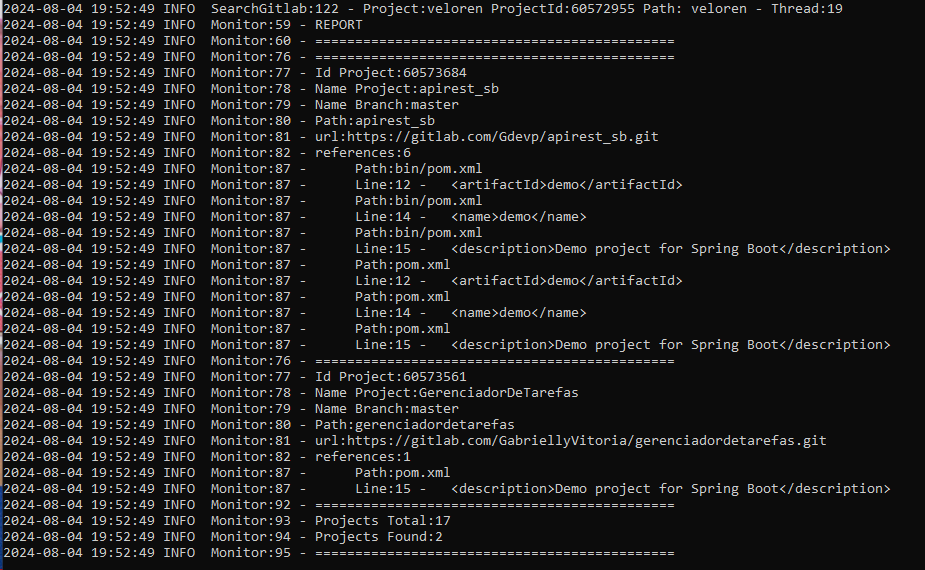 2024-08-04 19:52:49 INFO  SearchGitlab:122 - Project:veloren ProjectId:60572955 Path: veloren - Thread:19
2024-08-04 19:52:49 INFO  Monitor:59 - REPORT
2024-08-04 19:52:49 INFO  Monitor:60 - =============================================
2024-08-04 19:52:49 INFO  Monitor:76 - =============================================
2024-08-04 19:52:49 INFO  Monitor:77 - Id Project:60573684
2024-08-04 19:52:49 INFO  Monitor:78 - Name Project:apirest_sb
2024-08-04 19:52:49 INFO  Monitor:79 - Name Branch:master
2024-08-04 19:52:49 INFO  Monitor:80 - Path:apirest_sb
2024-08-04 19:52:49 INFO  Monitor:81 - url:https://gitlab.com/Gdevp/apirest_sb.git
2024-08-04 19:52:49 INFO  Monitor:82 - references:6
2024-08-04 19:52:49 INFO  Monitor:87 -      Path:bin/pom.xml
2024-08-04 19:52:49 INFO  Monitor:87 -      Line:12 -   <artifactId>demo</artifactId>
2024-08-04 19:52:49 INFO  Monitor:87 -      Path:bin/pom.xml
2024-08-04 19:52:49 INFO  Monitor:87 -      Line:14 -   <name>demo</name>
2024-08-04 19:52:49 INFO  Monitor:87 -      Path:bin/pom.xml
2024-08-04 19:52:49 INFO  Monitor:87 -      Line:15 -   <description>Demo project for Spring Boot</description>
2024-08-04 19:52:49 INFO  Monitor:87 -      Path:pom.xml
2024-08-04 19:52:49 INFO  Monitor:87 -      Line:12 -   <artifactId>demo</artifactId>
2024-08-04 19:52:49 INFO  Monitor:87 -      Path:pom.xml
2024-08-04 19:52:49 INFO  Monitor:87 -      Line:14 -   <name>demo</name>
2024-08-04 19:52:49 INFO  Monitor:87 -      Path:pom.xml
2024-08-04 19:52:49 INFO  Monitor:87 -      Line:15 -   <description>Demo project for Spring Boot</description>
2024-08-04 19:52:49 INFO  Monitor:76 - =============================================
2024-08-04 19:52:49 INFO  Monitor:77 - Id Project:60573561
2024-08-04 19:52:49 INFO  Monitor:78 - Name Project:GerenciadorDeTarefas
2024-08-04 19:52:49 INFO  Monitor:79 - Name Branch:master
2024-08-04 19:52:49 INFO  Monitor:80 - Path:gerenciadordetarefas
2024-08-04 19:52:49 INFO  Monitor:81 - url:https://gitlab.com/GabriellyVitoria/gerenciadordetarefas.git
2024-08-04 19:52:49 INFO  Monitor:82 - references:1
2024-08-04 19:52:49 INFO  Monitor:87 -      Path:pom.xml
2024-08-04 19:52:49 INFO  Monitor:87 -      Line:15 -   <description>Demo project for Spring Boot</description>
2024-08-04 19:52:49 INFO  Monitor:92 - =============================================
2024-08-04 19:52:49 INFO  Monitor:93 - Projects Total:17
2024-08-04 19:52:49 INFO  Monitor:94 - Projects Found:2
2024-08-04 19:52:49 INFO  Monitor:95 - =============================================